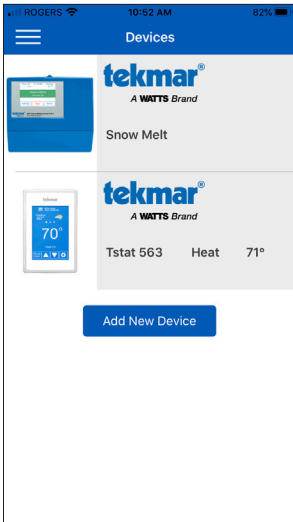 ROGERS 10:52 AM 82%
Devices
tekmar®
A WATTS Brand
Snow Melt
tekmar®
A WATTS Brand
tekmar
70°
Tstat 563 Heat 71°
Add New Device